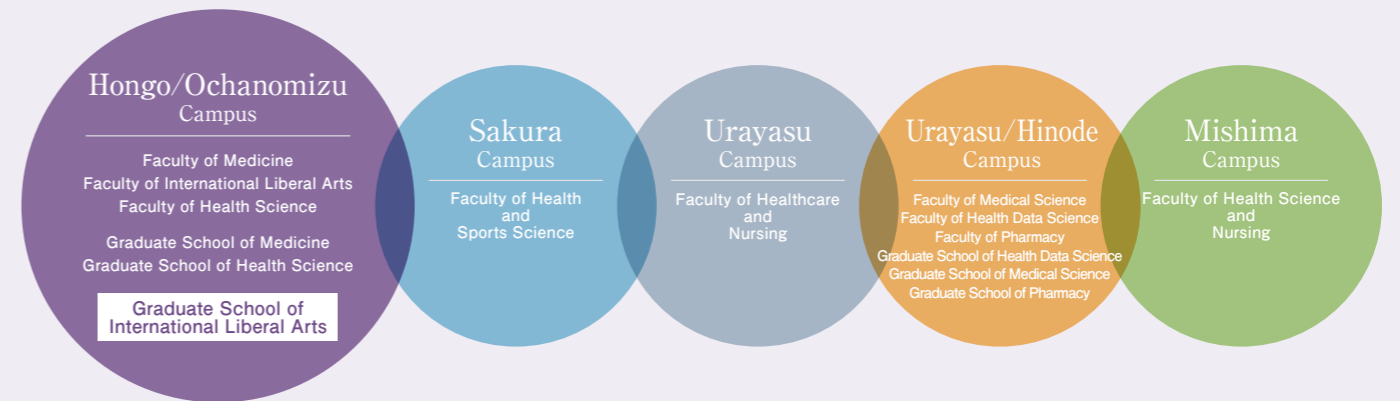 Hongo/Ochanomizu
Campus
Faculty of Medicine
Faculty of International Liberal Arts
Faculty of Health Science
Graduate School of Medicine
Graduate School of Health Science
Graduate School of
International Liberal Arts
Sakura
Campus
Faculty of Health
and
Sports Science
Urayasu
Campus
Faculty of Healthcare
and
Nursing
Urayasu/Hinode
Campus
Faculty of Medical Science
Faculty of Health Data Science
Faculty of Pharmacy
Graduate School of Health Data Science
Graduate School of Medical Science
Graduate School of Pharmacy
Mishima
Campus
Faculty of Health Science
and
Nursing